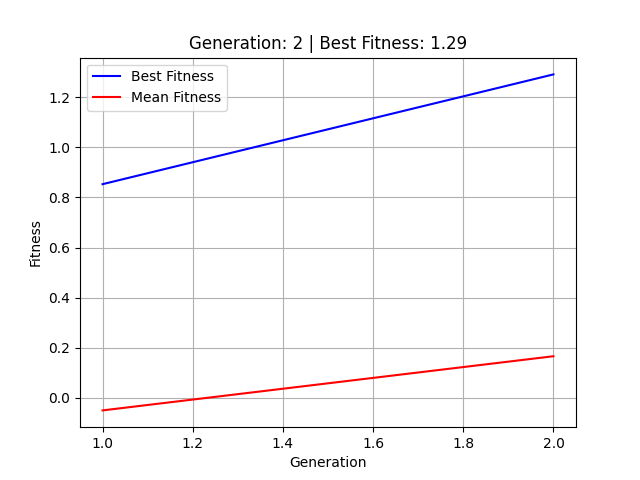 Generation: 2 | Best Fitness: 1.29
Best Fitness
Mean Fitness
Fitness
1.2
1.0
0.8
0.6
0.4
0.2
0.0
1.0 1.2 1.4 1.6 1.8 2.0
Generation